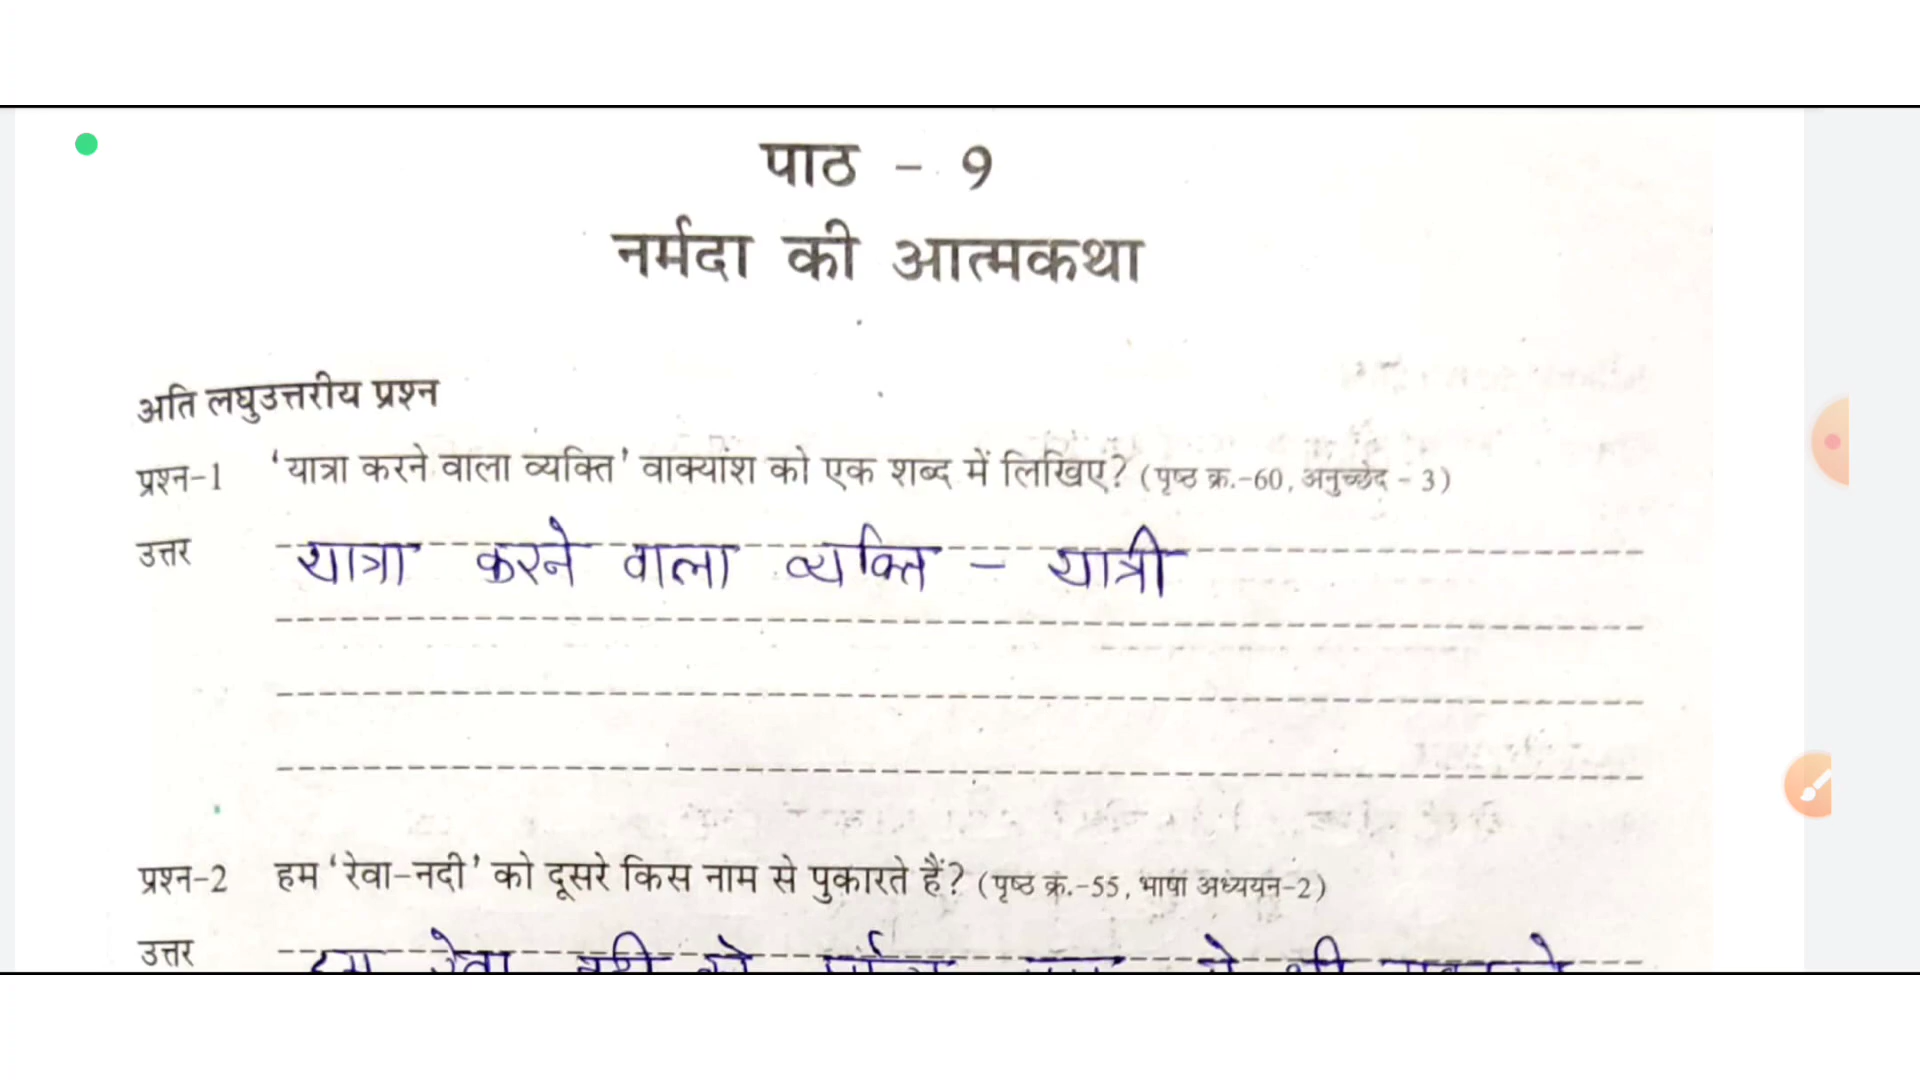 पाठ - 9
नर्मदा की आत्मकथा
अति लघुउत्तरीय प्रश्न
प्रश्न-1 'यात्रा करने वाला व्यक्ति' वाक्यांश को एक शब्द में लिखिए? (पृष्ठ क्र.-60, अनुच्छेद - 3)
उत्तर यात्रा करने वाला व्यक्ति - यात्री
प्रश्न-2 हम 'रेवा-नदी' को दूसरे किस नाम से पुकारते हैं? (पृष्ठ क्र.-55, भाषा अध्ययन-2)
उत्तर